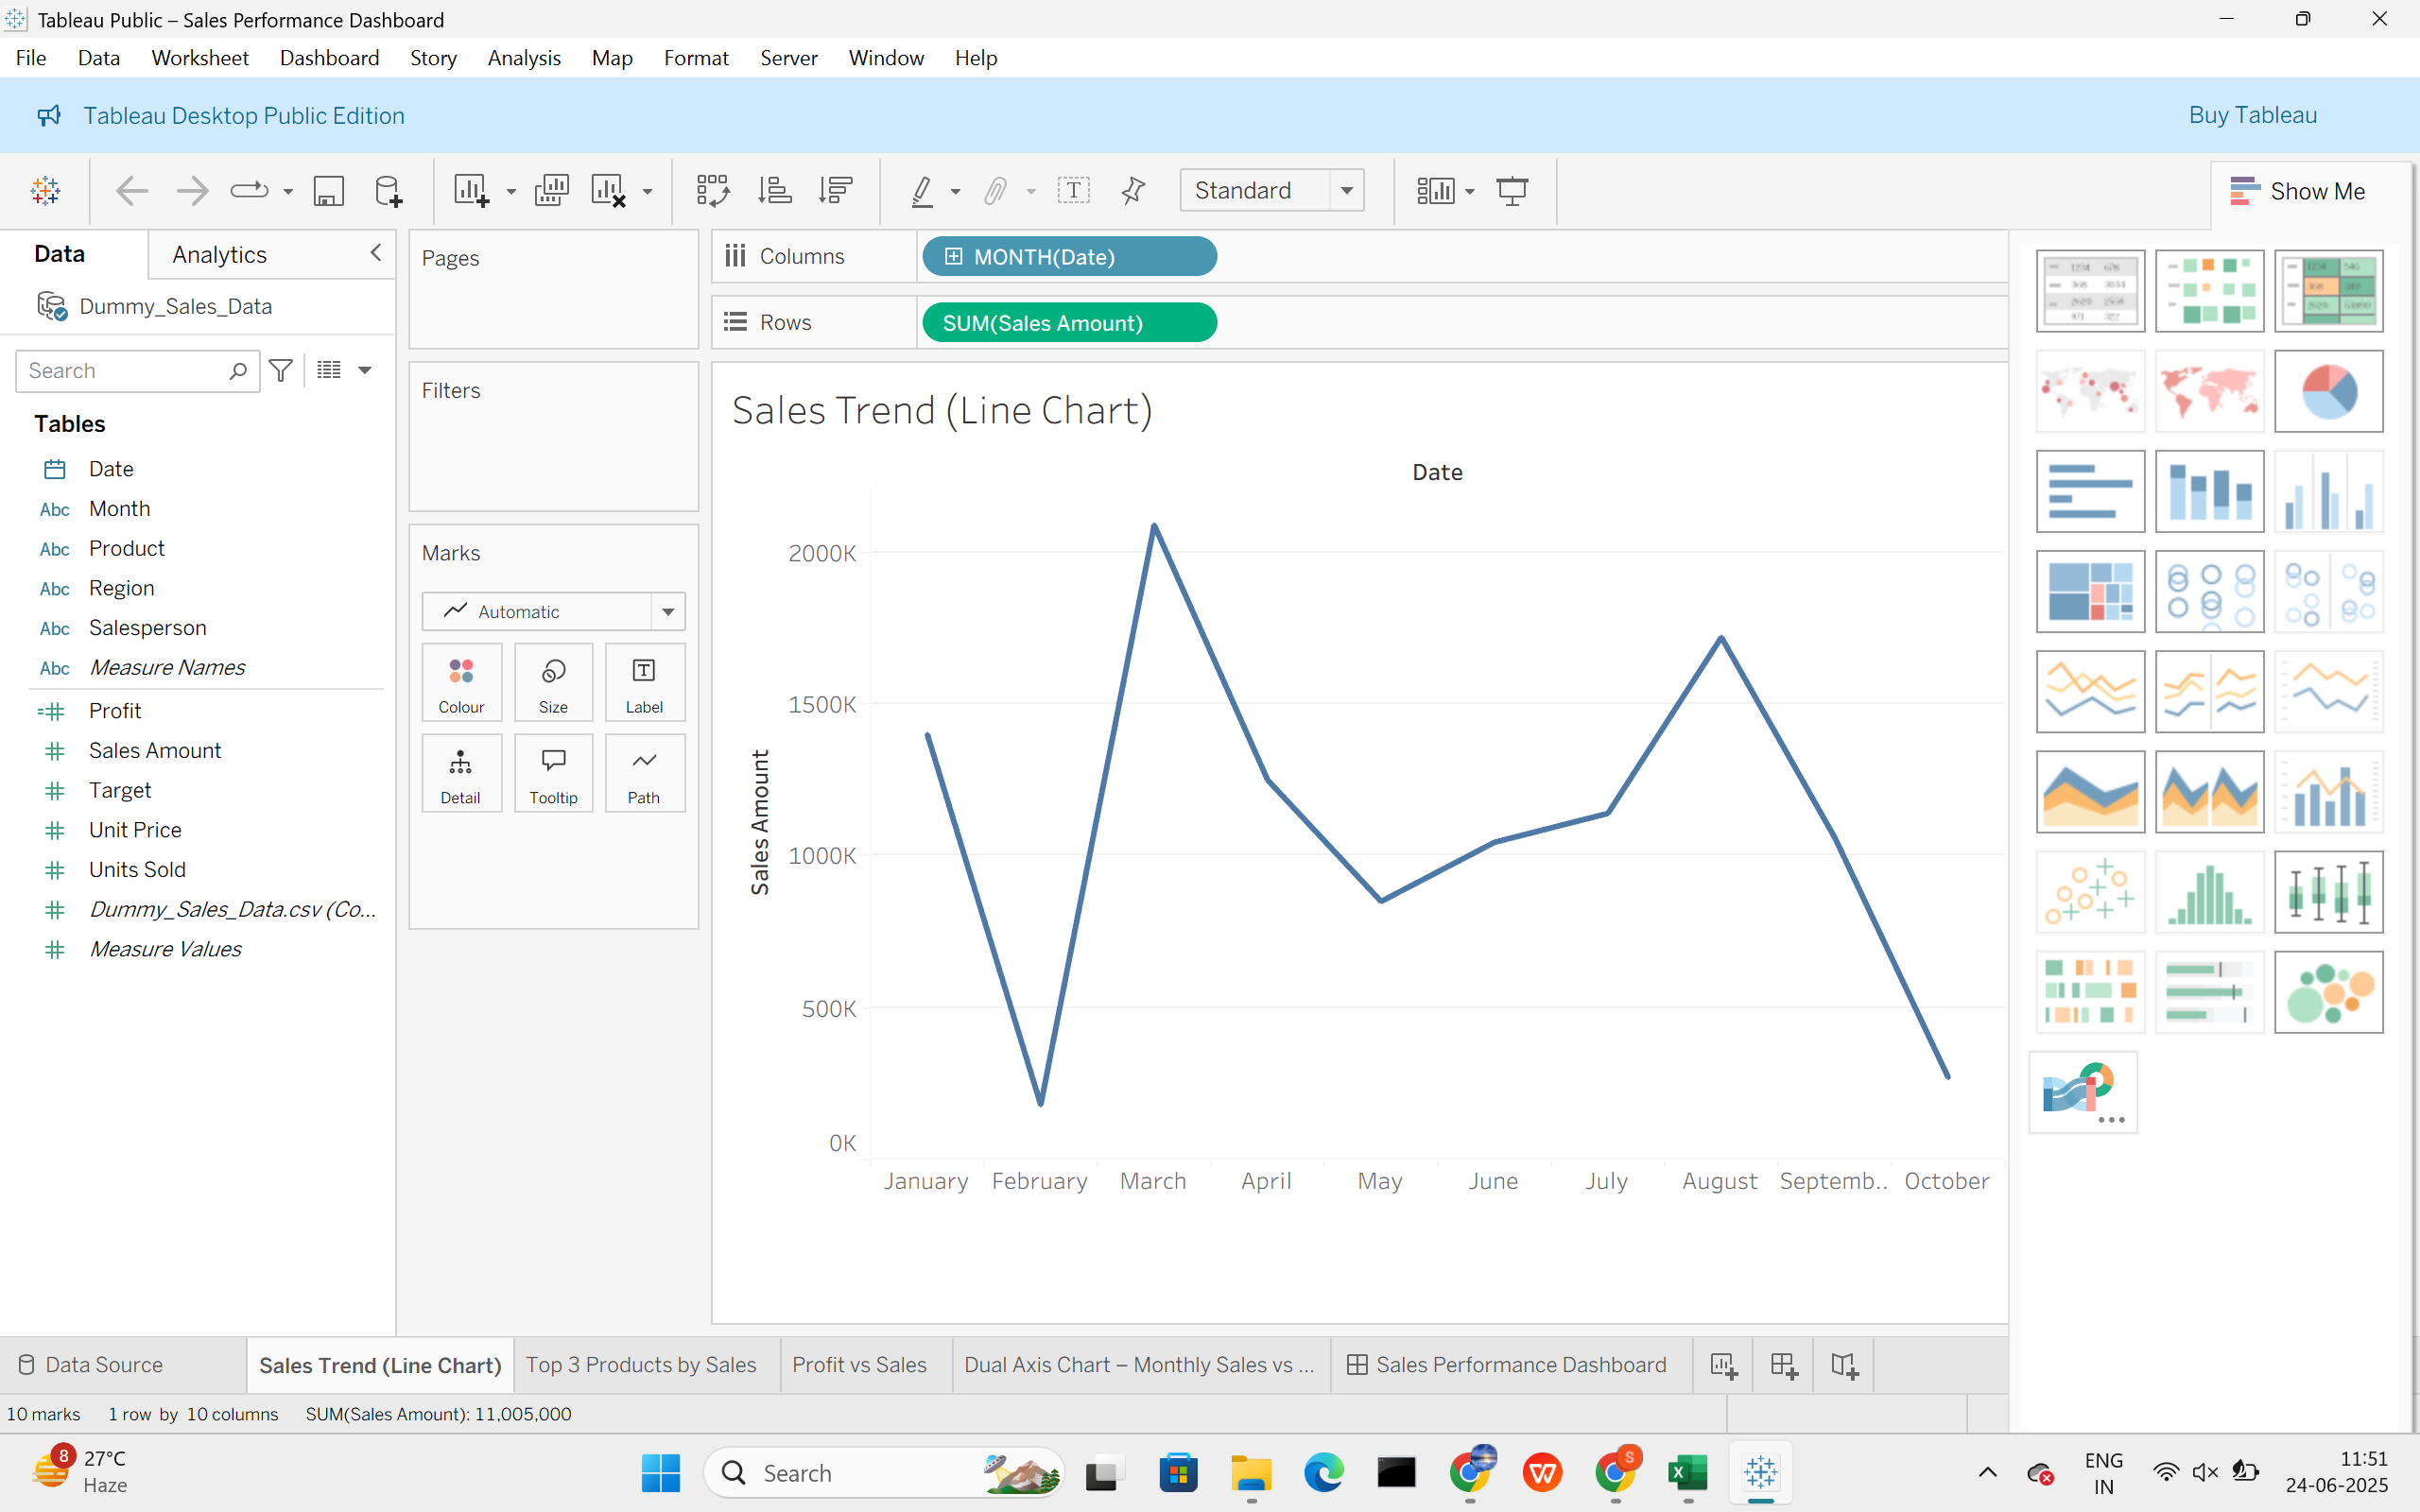 Tableau Public – Sales Performance Dashboard
File Data Worksheet Dashboard Story Analysis Map Format Server Window Help
Tableau Desktop Public Edition
Buy Tableau
Standard
Show Me
Data
Analytics
Dummy_Sales_Data
Search
Tables
Date
Abc Month
Abc Product
Abc Region
Abc Salesperson
Abc Measure Names
Profit
Sales Amount
Target
Unit Price
Units Sold
Dummy_Sales_Data.csv (Co...
Measure Values
Pages
Filters
Marks
Automatic
Colour Size Label
Detail Tooltip Path
Columns
MONTH(Date)
Rows
SUM(Sales Amount)
Sales Trend (Line Chart)
Date
Sales Amount
2000K
1500K
1000K
500K
0K
January February March April May June July August Septemb.. October
Data Source
Sales Trend (Line Chart)
Top 3 Products by Sales
Profit vs Sales
Dual Axis Chart – Monthly Sales vs ...
Sales Performance Dashboard
10 marks 1 row by 10 columns SUM(Sales Amount): 11,005,000
8
27°C
Haze
Search
S
ENG
IN
11:51
24-06-2025